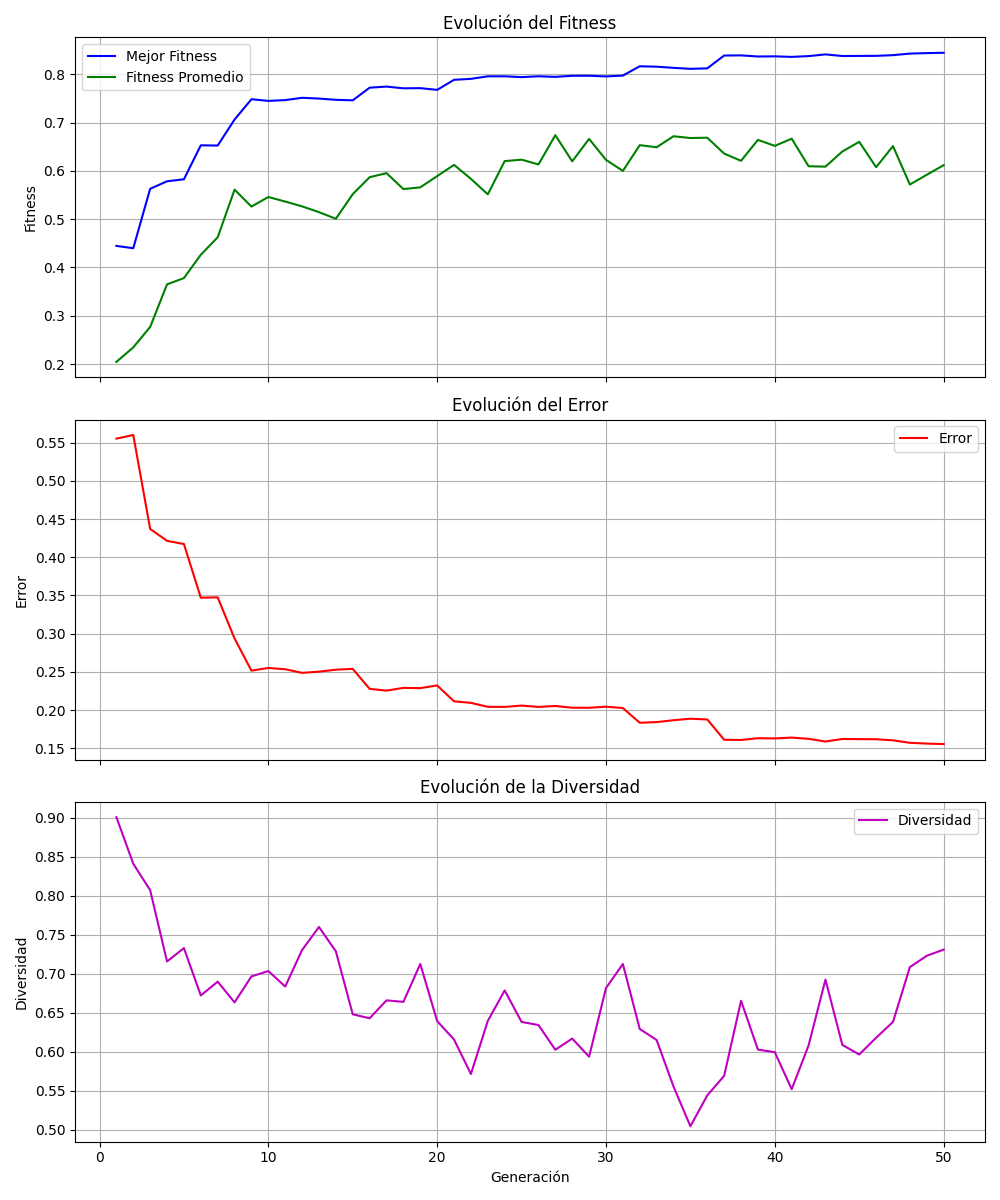 Evolución del Fitness
Mejor Fitness
Fitness Promedio
Fitness
0.8
0.7
0.6
0.5
0.4
0.3
0.2
Evolución del Error
Error
Error
0.55
0.50
0.45
0.40
0.35
0.30
0.25
0.20
0.15
Evolución de la Diversidad
Diversidad
Diversidad
0.90
0.85
0.80
0.75
0.70
0.65
0.60
0.55
0.50
0 10 20 30 40 50
Generación